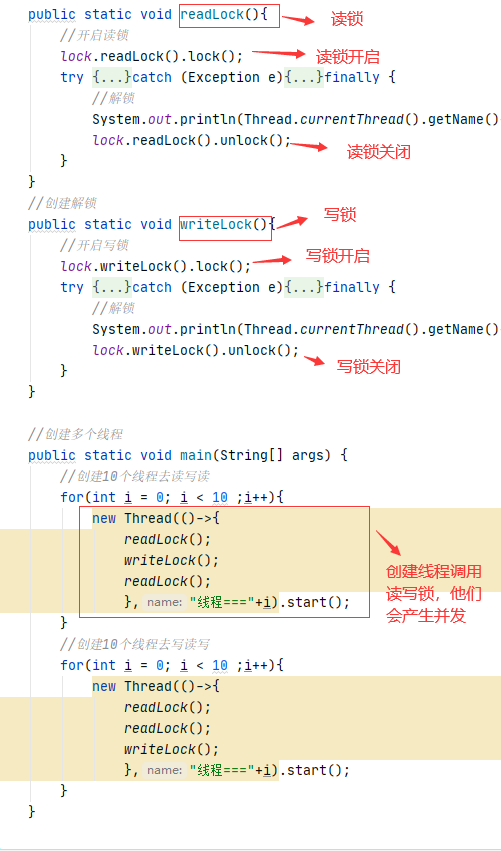 public static void readLock(){ 读锁
//开启读锁
lock.readLock().lock(); 读锁开启
try {...}catch (Exception e){...}finally {
//解锁
System.out.println(Thread.currentThread().getName()
lock.readLock().unlock();
读锁关闭
}
}
//创建解锁
public static void writeLock(){ 写锁
//开启写锁
lock.writeLock().lock(); 写锁开启
try {...}catch (Exception e){...}finally {
//解锁
System.out.println(Thread.currentThread().getName()
lock.writeLock().unlock();
写锁关闭
}
}
//创建多个线程
public static void main(String[] args) {
//创建10个线程去读写读
for(int i = 0; i < 10 ;i++){
new Thread(()->{
readLock();
writeLock();
readLock();
}, name: "线程==="+i).start();
创建线程调用
读写锁，他们
会产生并发
}
//创建10个线程去写读写
for(int i = 0; i < 10 ;i++){
new Thread(()->{
readLock();
readLock();
writeLock();
}, name: "线程==="+i).start();
}
}